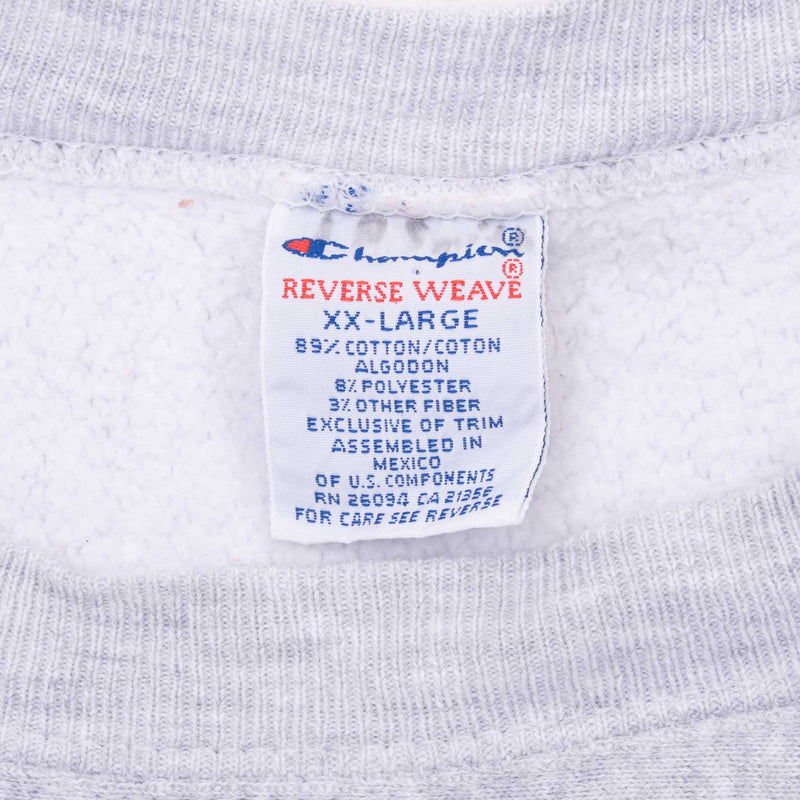 Champion®
REVERSE WEAVE®
XX-LARGE
89% COTTON/COTON
ALGODON
8% POLYESTER
3% OTHER FIBER
EXCLUSIVE OF TRIM
ASSEMBLED IN
MEXICO
OF U.S. COMPONENTS
RN 26094 CA 21356
FOR CARE SEE REVERSE